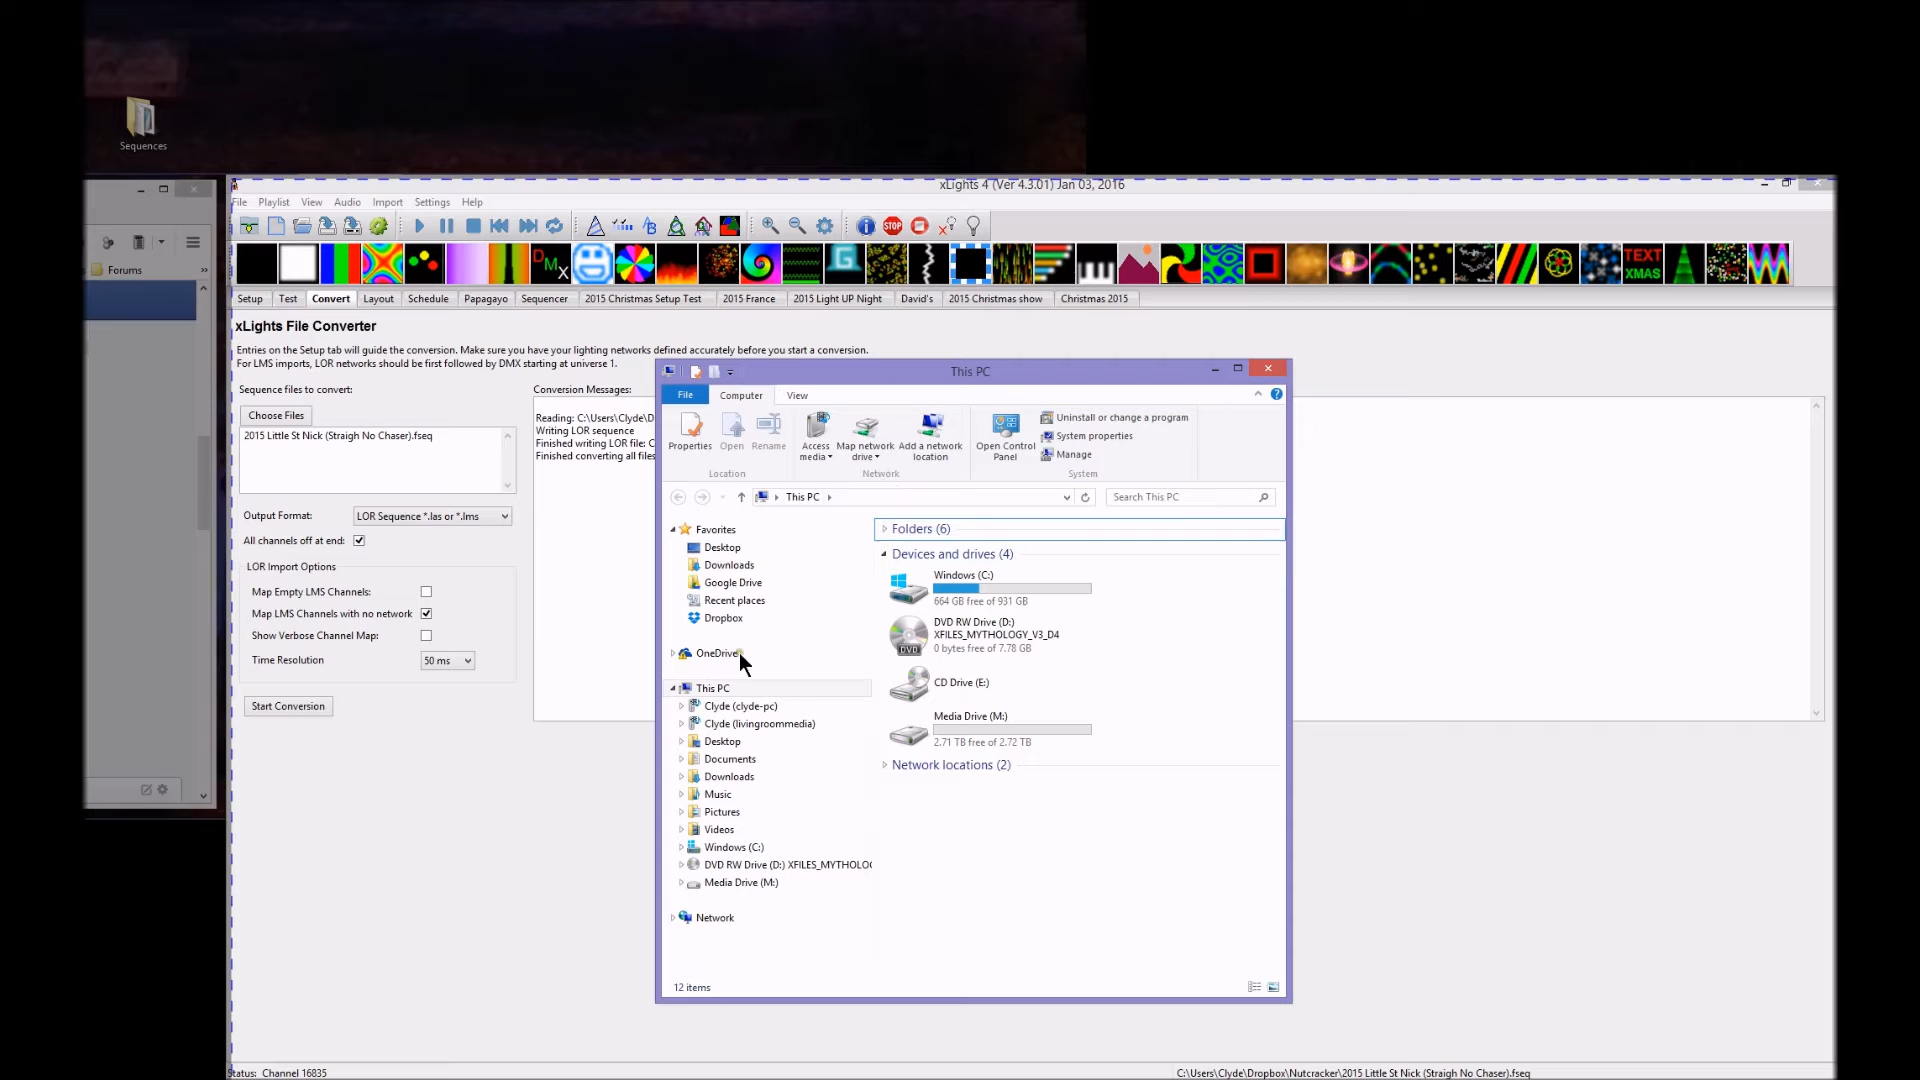 Sequences
xLights 4 (Ver 4.3.01) Jan 03, 2016
File Playlist View Audio Import Settings Help
Forums »
DMX
TEXT XMAS
Setup Test Convert Layout Schedule Papagayo Sequencer 2015 Christmas Setup Test 2015 France 2015 Light UP Night David's 2015 Christmas show Christmas 2015
xLights File Converter
Entries on the Setup tab will guide the conversion. Make sure you have your lighting networks defined accurately before you start a conversion.
For LMS imports, LOR networks should be first followed by DMX starting at universe 1.
Sequence files to convert:
Choose Files
2015 Little St Nick (Straigh No Chaser).fseq
Output Format: LOR Sequence *.las or *.lms
All channels off at end:
LOR Import Options
Map Empty LMS Channels:
Map LMS Channels with no network
Show Verbose Channel Map:
Time Resolution 50 ms
Start Conversion
Conversion Messages:
Reading: C:\Users\Clyde\D
Writing LOR sequence
Finished writing LOR file: C
Finished converting all files
This PC
File Computer View
Properties Open Rename
Location
Access media Map network drive Add a network location
Network
Open Control Panel
Uninstall or change a program
System properties
Manage
System
This PC
Search This PC
Favorites
Desktop
Downloads
Google Drive
Recent places
Dropbox
OneDrive
This PC
Clyde (clyde-pc)
Clyde (livingroommedia)
Desktop
Documents
Downloads
Music
Pictures
Videos
Windows (C:)
DVD RW Drive (D:) XFILES_MYTHOLO
Media Drive (M:)
Network
Folders (6)
Devices and drives (4)
Windows (C:)
664 GB free of 931 GB
DVD RW Drive (D:)
XFILES_MYTHOLOGY_V3_D4
0 bytes free of 7.78 GB
DVD
CD Drive (E:)
Media Drive (M:)
2.71 TB free of 2.72 TB
Network locations (2)
12 items
Status: Channel 16835
C:\Users\Clyde\Dropbox\Nutcracker\2015 Little St Nick (Straigh No Chaser).fseq